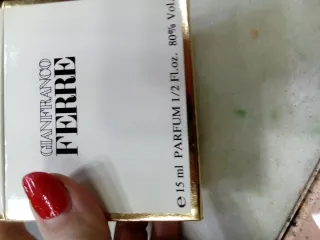 GIANFRANCO
FERRE
e 15 ml PARFUM 1/2 Fl.oz. 80% Vol.